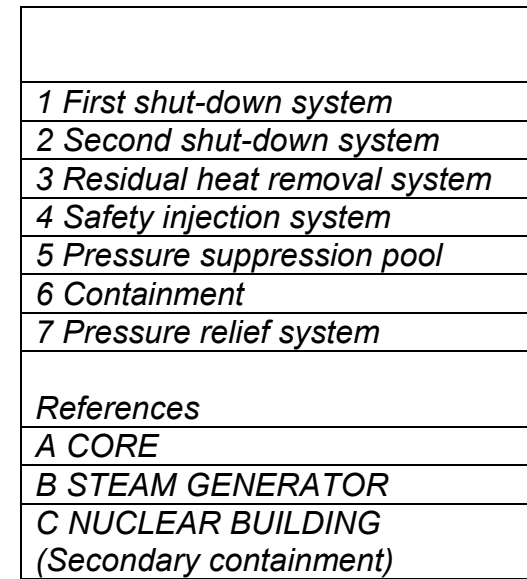 1 First shut-down system
2 Second shut-down system
3 Residual heat removal system
4 Safety injection system
5 Pressure suppression pool
6 Containment
7 Pressure relief system
References
A CORE
B STEAM GENERATOR
C NUCLEAR BUILDING
(Secondary containment)